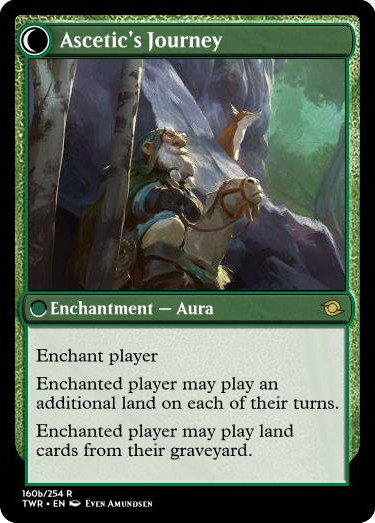 Ascetic's Journey
Enchantment — Aura
Enchant player
Enchanted player may play an
additional land on each of their turns.
Enchanted player may play land
cards from their graveyard.
160b/254 R
TWR • EN Even Amundsen